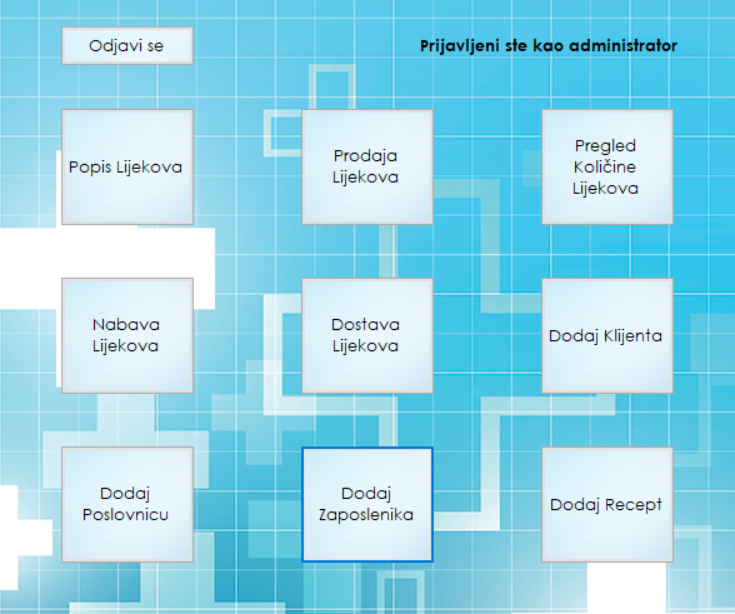 Odjavi se
Prijavljeni ste kao administrator
Popis Lijekova
Prodaja
Lijekova
Pregled
Količine
Lijekova
Nabava
Lijekova
Dostava
Lijekova
Dodaj Klijenta
Dodaj
Poslovnicu
Dodaj
Zaposlenika
Dodaj Recept